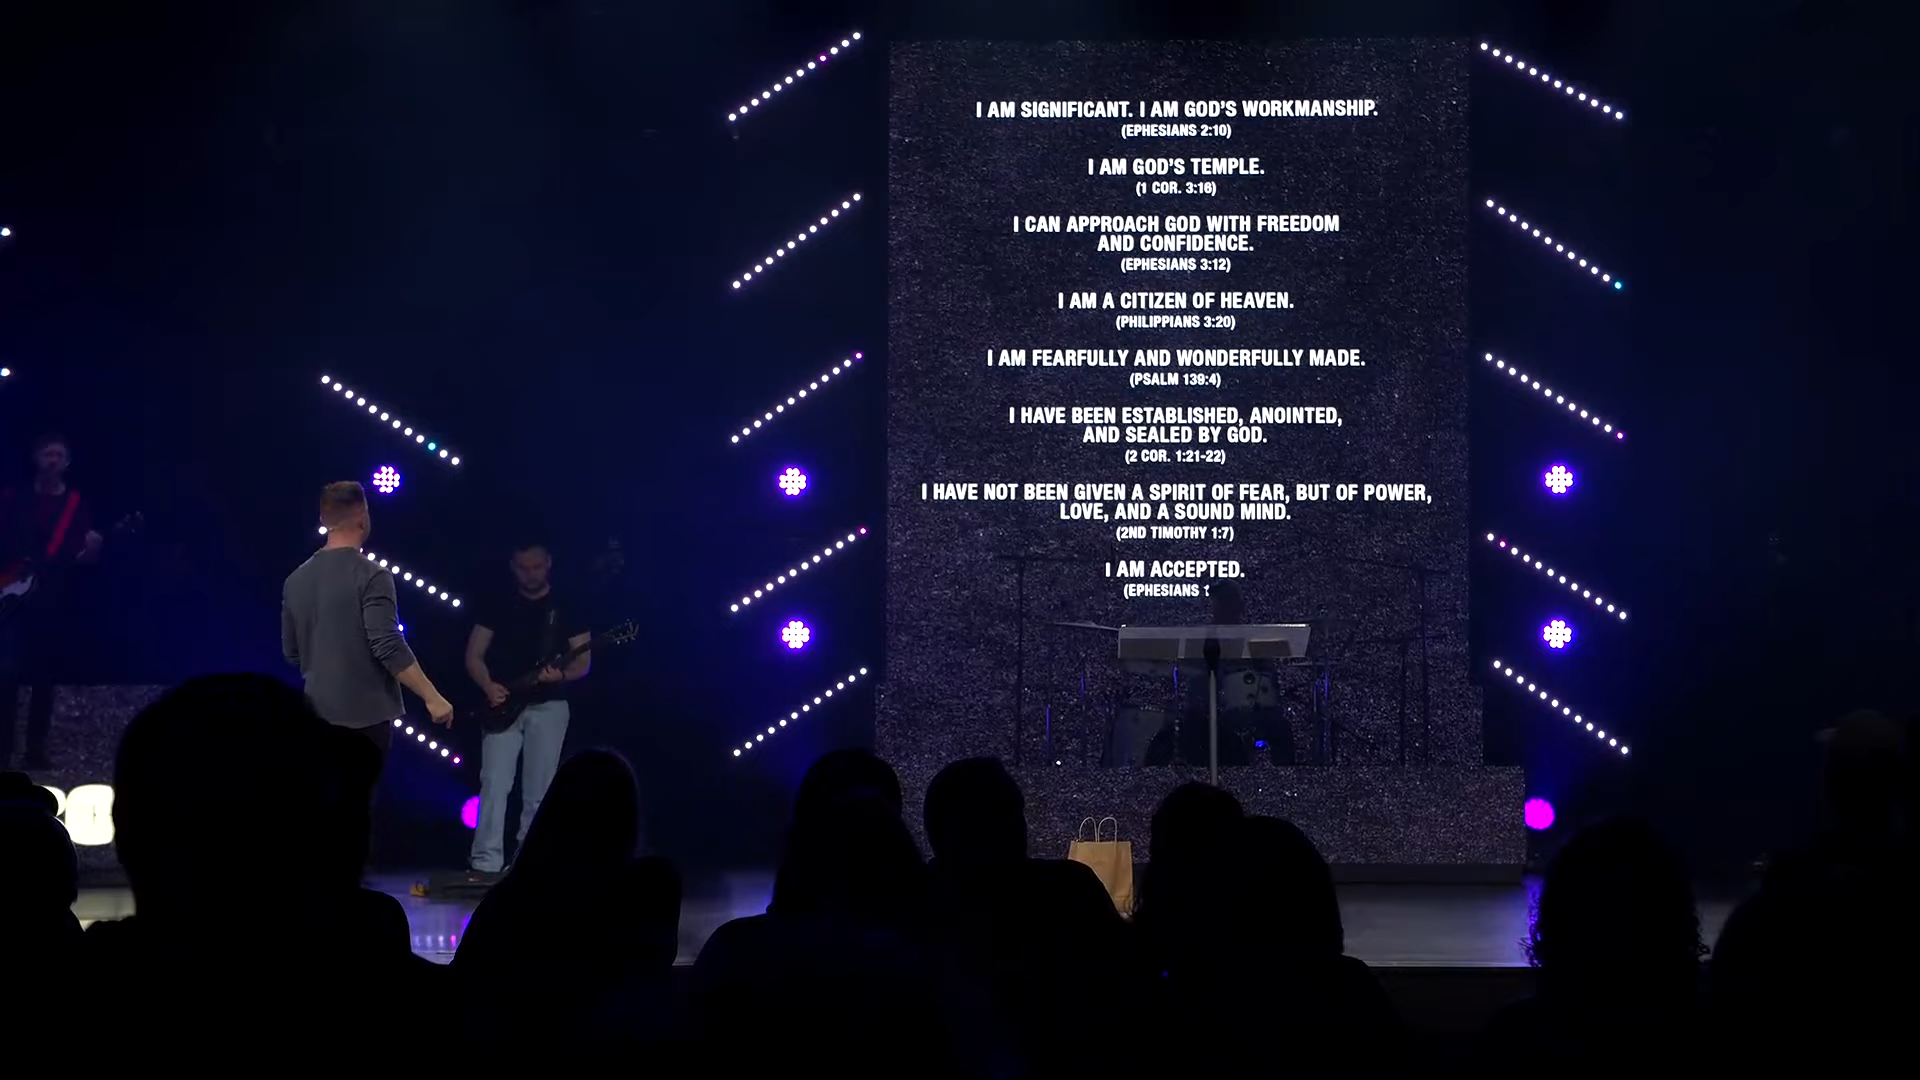 I AM SIGNIFICANT. I AM GOD'S WORKMANSHIP.
(EPHESIANS 2:10)
I AM GOD'S TEMPLE.
(1 COR. 3:16)
I CAN APPROACH GOD WITH FREEDOM
AND CONFIDENCE.
(EPHESIANS 3:12)
I AM A CITIZEN OF HEAVEN.
(PHILIPPIANS 3:20)
I AM FEARFULLY AND WONDERFULLY MADE.
(PSALM 139:4)
I HAVE BEEN ESTABLISHED, ANOINTED,
AND SEALED BY GOD.
(2 COR. 1:21-22)
I HAVE NOT BEEN GIVEN A SPIRIT OF FEAR, BUT OF POWER,
LOVE, AND A SOUND MIND.
(2ND TIMOTHY 1:7)
I AM ACCEPTED.
(EPHESIANS